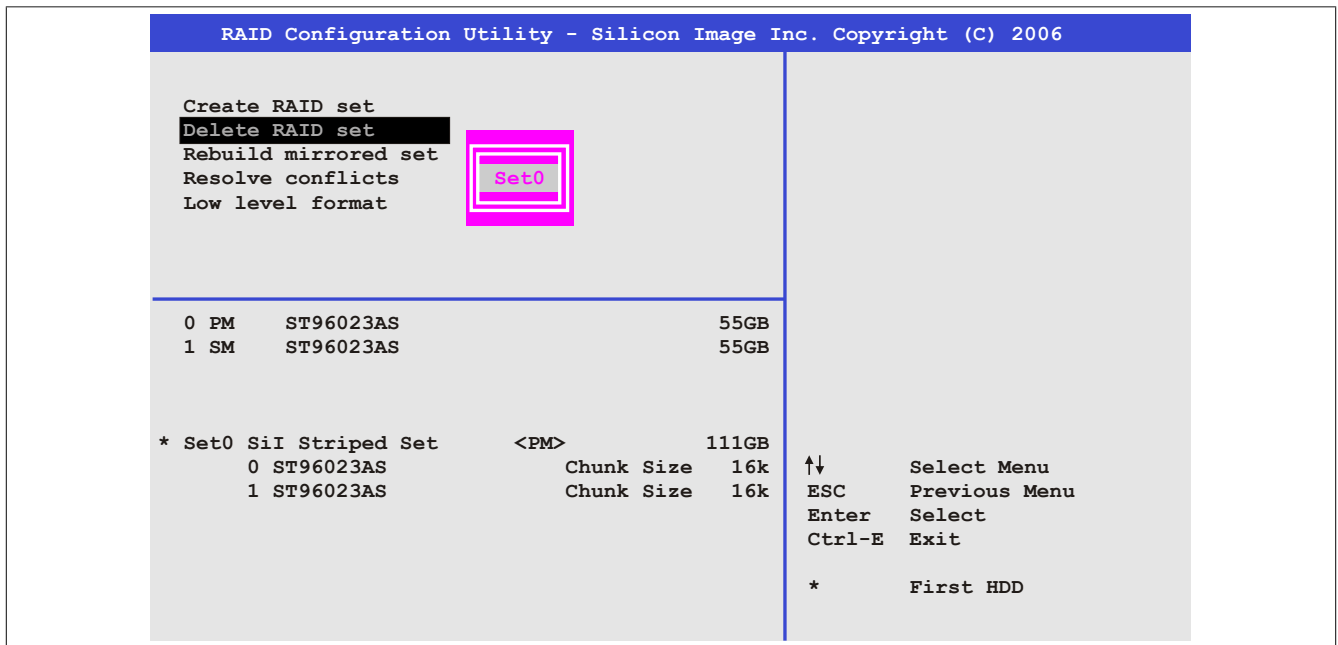 RAID Configuration Utility - Silicon Image Inc. Copyright (C) 2006
Create RAID set
Delete RAID set
Rebuild mirrored set
Resolve conflicts
Low level format
Set0
0 PM ST96023AS 55GB
1 SM ST96023AS 55GB
* Set0 SiI Striped Set <PM> 111GB
0 ST96023AS Chunk Size 16k
1 ST96023AS Chunk Size 16k
↑↓ Select Menu
ESC Previous Menu
Enter Select
Ctrl-E Exit
* First HDD